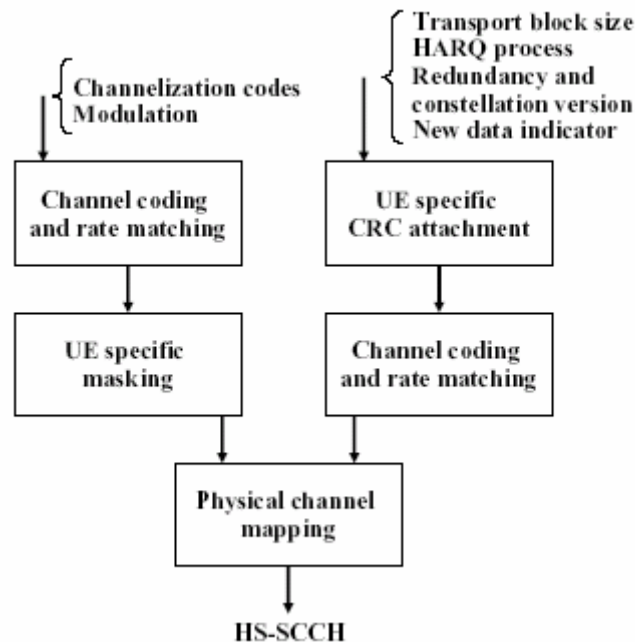 Transport block size
HARQ process
Redundancy and
constellation version
New data indicator
Channelization codes
Modulation
Channel coding
and rate matching
UE specific
CRC attachment
UE specific
masking
Channel coding
and rate matching
Physical channel
mapping
HS-SCCH